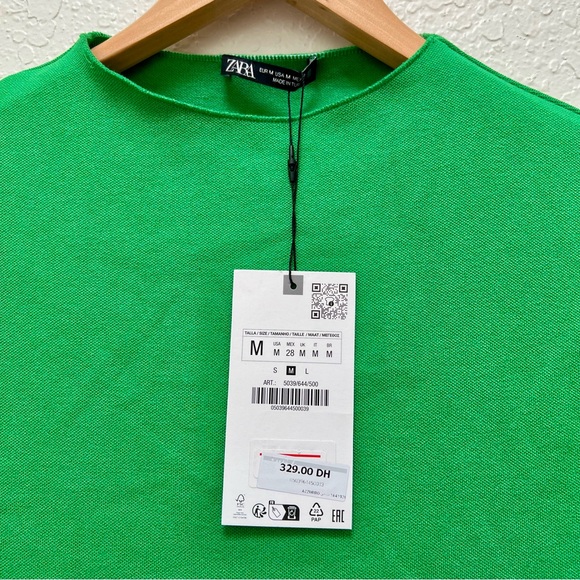 ZARA
EUR M USA M
MADE IN
TALLA / SIZE / TAMANHO / TAILLE / MAAT /
M
USA MEX UK IT BR
M 28 M M M
S M L
ART.: 5039/644/500
05039644500039
329.00 DH
FSC
PAP
EAC